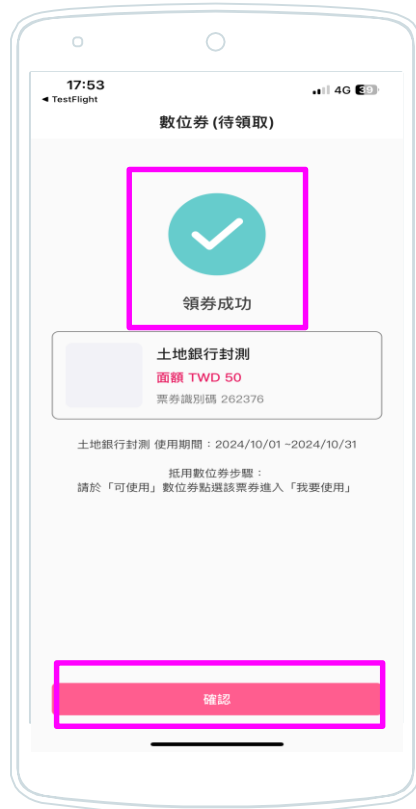 17:53
4G 39
◀ TestFlight
數位券 (待領取)
領券成功
土地銀行封測
面額 TWD 50
票券識別碼 262376
土地銀行封測 使用期間：2024/10/01 ~2024/10/31
抵用數位券步驟：
請於「可使用」數位券點選該票券進入「我要使用」
確認